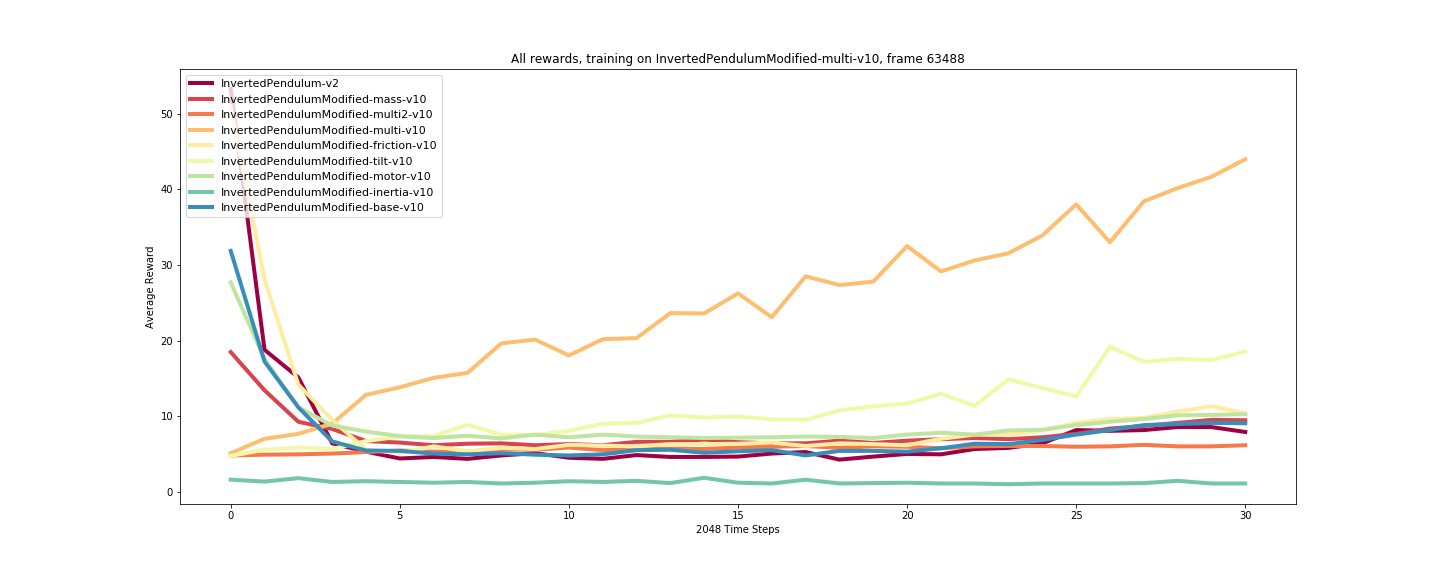 All rewards, training on InvertedPendulumModified-multi-v10, frame 63488
InvertedPendulum-v2
InvertedPendulumModified-mass-v10
InvertedPendulumModified-multi2-v10
InvertedPendulumModified-multi-v10
InvertedPendulumModified-friction-v10
InvertedPendulumModified-tilt-v10
InvertedPendulumModified-motor-v10
InvertedPendulumModified-inertia-v10
InvertedPendulumModified-base-v10
Average Reward
50
40
30
20
10
0
0 5 10 15 20 25 30
2048 Time Steps